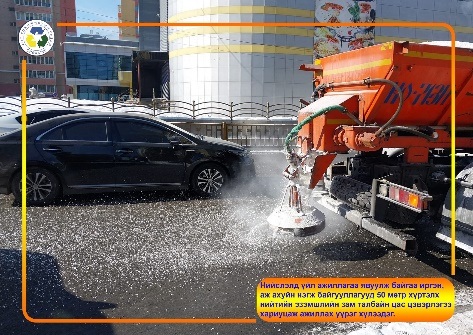 Нийслэлд үйл ажиллагаа явуулж байгаа иргэн,
аж ахуйн нэгж байгууллагууд 50 метр хүртэлх
нийтийн эзэмшлийн зам талбайн цас цэвэрлэгээ
хариуцаж ажиллах үүрэг хүлээдэг.